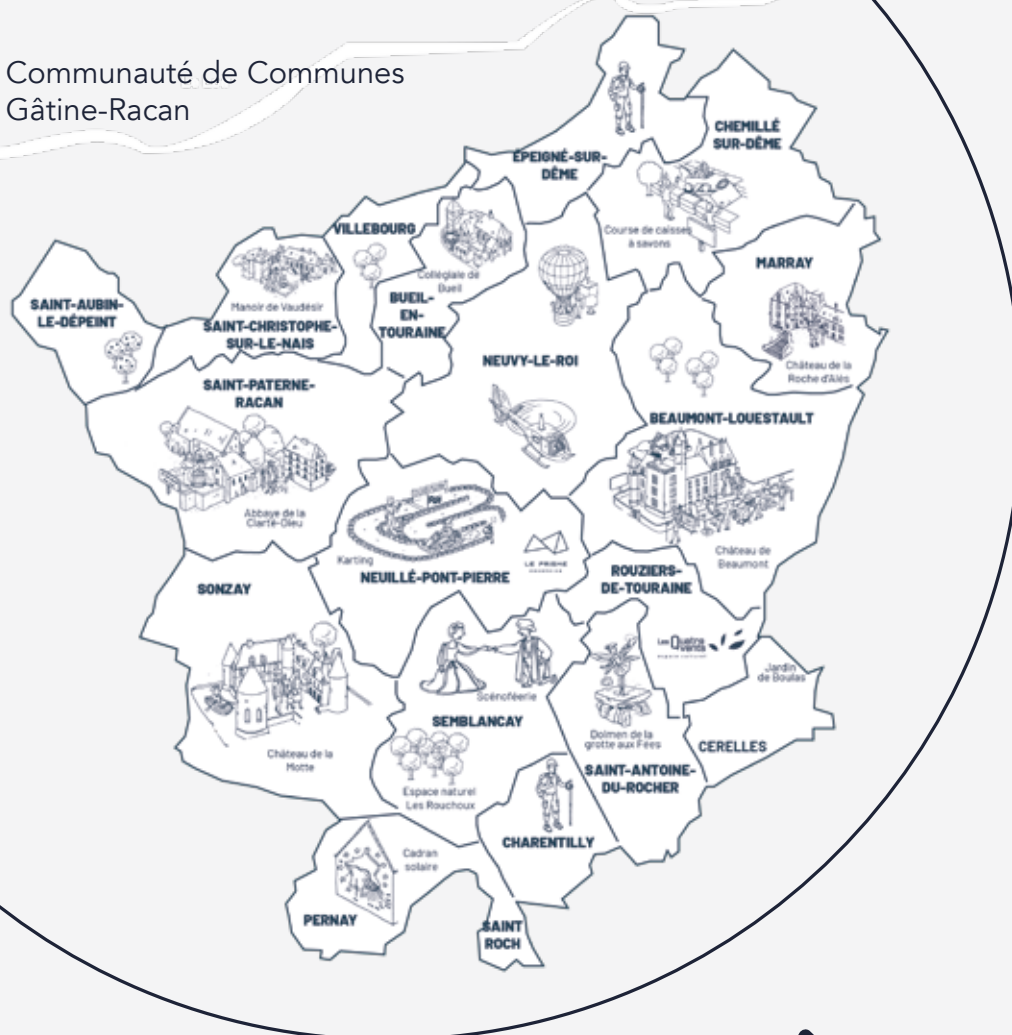 Communauté de Communes
Gâtine-Racan
ÉPEIGNÉ-SUR-
DÊME
CHEMILLÉ
SUR-DÊME
Course de caisses
à savons
VILLEBOURG
Collégiale de
Bueil
BUEIL-
EN-
TOURAINE
MARRAY
Château de la
Roche d'Alès
SAINT-AUBIN-
LE-DÉPEINT
Manoir de Vaudésir
SAINT-CHRISTOPHE-
SUR-LE-NAIS
NEUVY-LE-ROI
SAINT-PATERNE-
RACAN
Abbaye de la
Clarté-Dieu
BEAUMONT-LOUESTAULT
Château de
Beaumont
Karting
LE PRISME
NEUILLÉ-PONT-PIERRE
ROUZIERS-
DE-TOURAINE
Les Quatre
vents
SONZAY
Château de la
Motte
Scénoféerie
SEMBLANCAY
Espace naturel
Les Rouchoux
Dolmen de la
grotte aux Fées
SAINT-ANTOINE-
DU-ROCHER
Jardin
de Boulas
CERELLES
CHARENTILLY
Cadran
solaire
PERNAY
SAINT
ROCH